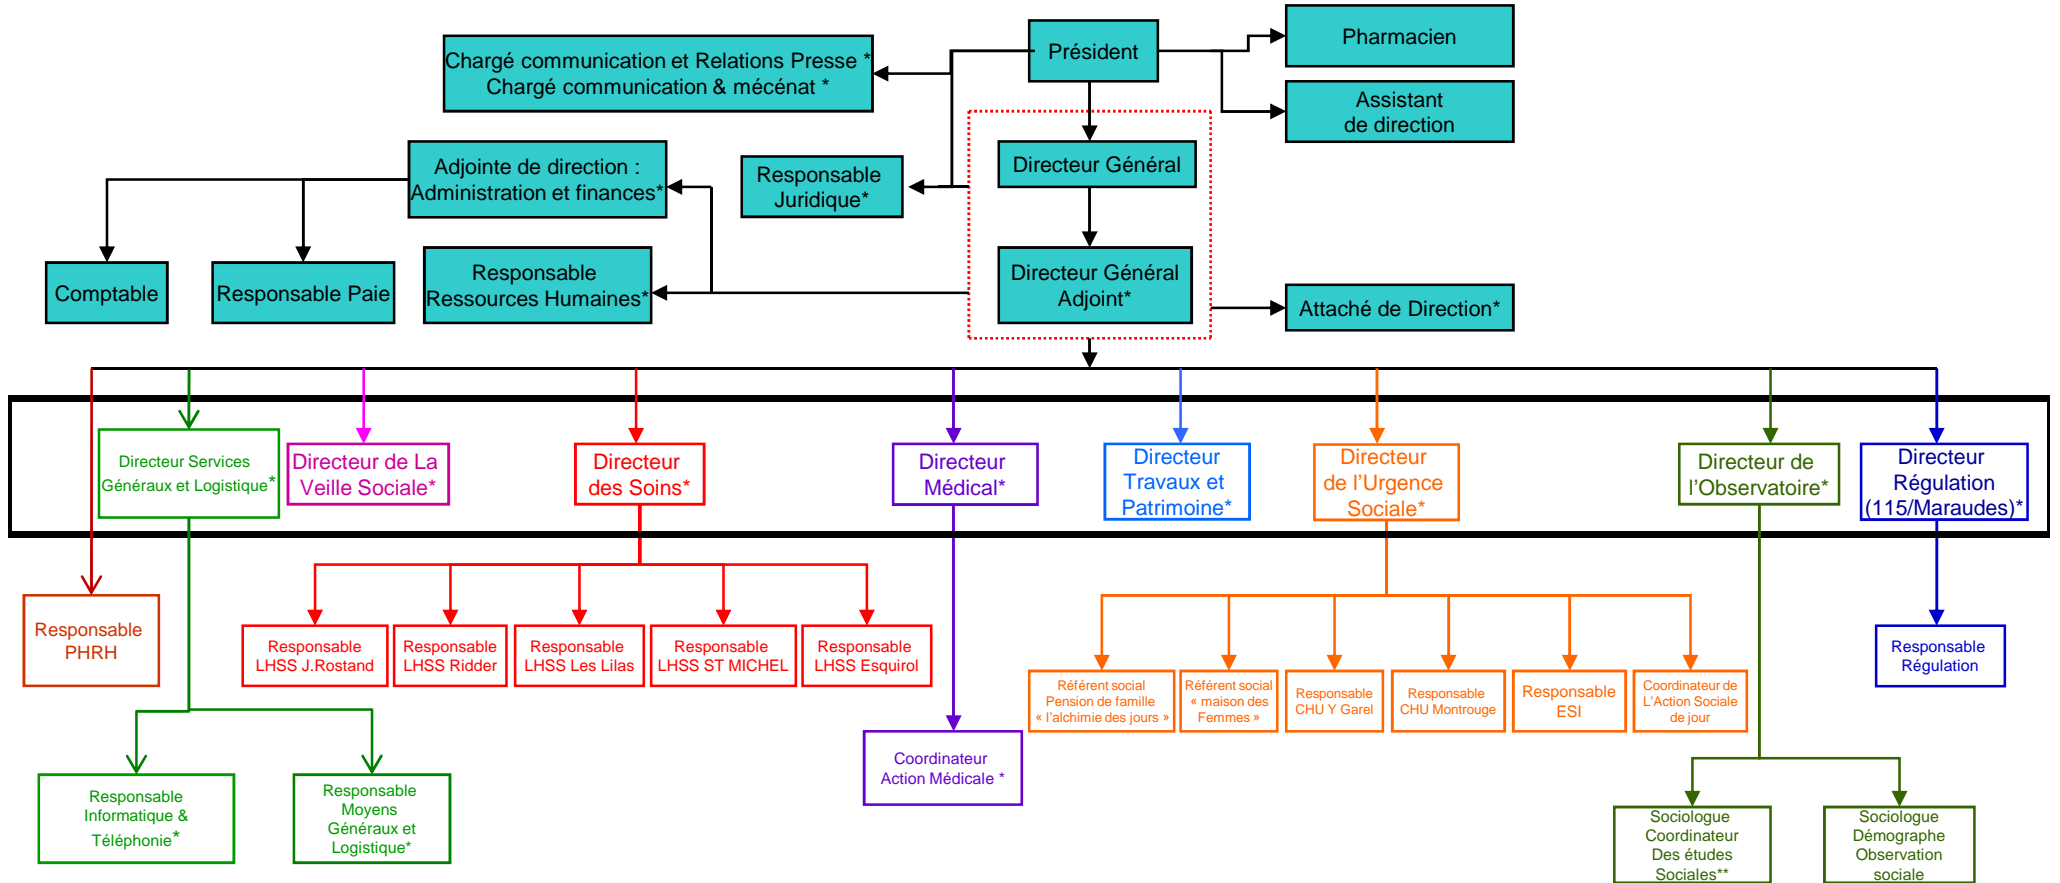 Pharmacien
Président
Chargé communication et Relations Presse *
Chargé communication & mécénat *
Assistant
de direction
Adjointe de direction :
Administration et finances*
Responsable
Juridique*
Directeur Général
Comptable
Responsable Paie
Responsable
Ressources Humaines*
Directeur Général
Adjoint*
Attaché de Direction*
Directeur Services
Généraux et Logistique*
Directeur de La
Veille Sociale*
Directeur
des Soins*
Directeur
Médical*
Directeur
Travaux et
Patrimoine*
Directeur
de l'Urgence
Sociale*
Directeur de
l'Observatoire*
Directeur
Régulation
(115/Maraudes)*
Responsable
PHRH
Responsable
LHSS J.Rostand
Responsable
LHSS Ridder
Responsable
LHSS Les Lilas
Responsable
LHSS ST MICHEL
Responsable
LHSS Esquirol
Référent social
Pension de famille
« l'alchimie des jours »
Référent social
« maison des
Femmes »
Responsable
CHU Y Garel
Responsable
CHU Montrouge
Responsable
ESI
Coordinateur de
L'Action Sociale
de jour
Responsable
Régulation
Coordinateur
Action Médicale *
Responsable
Informatique &
Téléphonie*
Responsable
Moyens
Généraux et
Logistique*
Sociologue
Coordinateur
Des études
Sociales**
Sociologue
Démographe
Observation
sociale